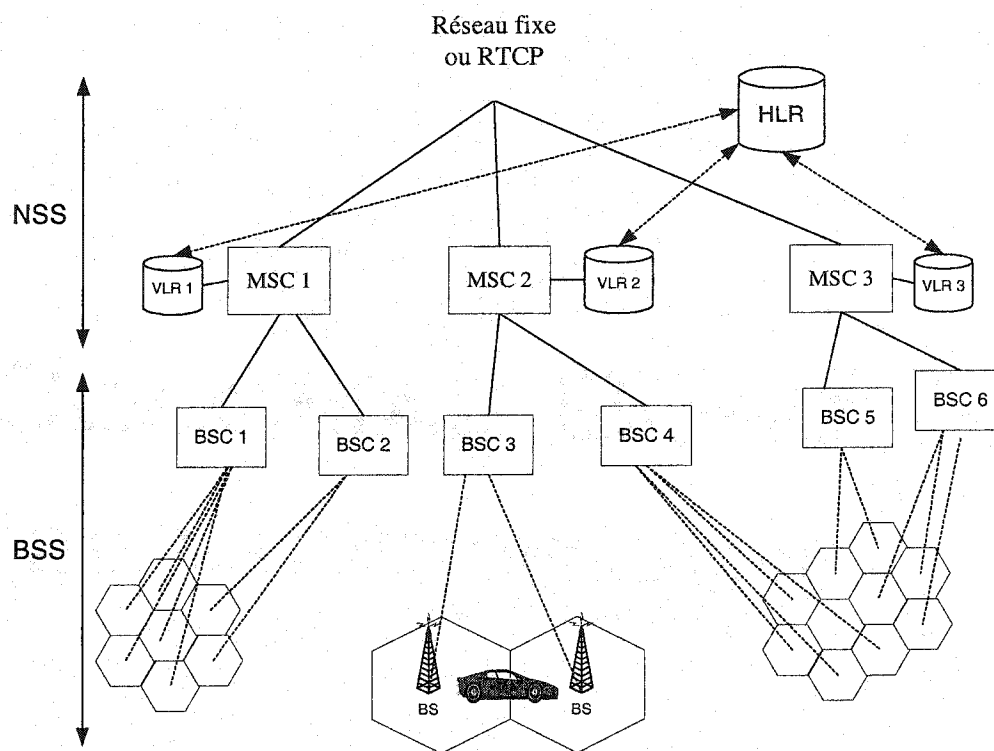 Réseau fixe
ou RTCP
HLR
NSS
VLR 1
MSC 1
MSC 2
VLR 2
MSC 3
VLR 3
BSC 1
BSC 2
BSC 3
BSC 4
BSC 5
BSC 6
BSS
BS
BS